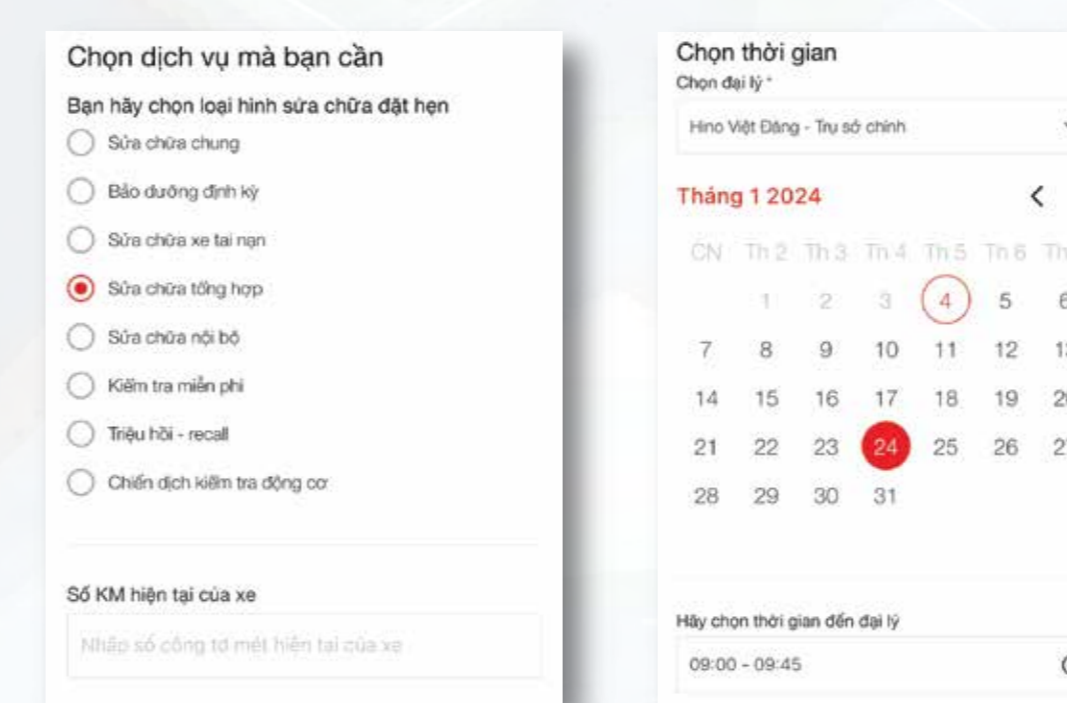 Chọn dịch vụ mà bạn cần
Bạn hãy chọn loại hình sửa chữa đặt hẹn
Sửa chữa chung
Bảo dưỡng định kỳ
Sửa chữa xe tai nạn
Sửa chữa tổng hợp
Sửa chữa nội bộ
Kiểm tra miễn phí
Triệu hồi - recall
Chiến dịch kiểm tra động cơ
Số KM hiện tại của xe
Nhập số công tơ mét hiện tại của xe
Chọn thời gian
Chọn đại lý *
Hino Việt Đăng - Trụ sở chính
Tháng 1 2024
CN Th 2 Th 3 Th 4 Th 5 Th 6 Th
1 2 3 4 5 6
7 8 9 10 11 12
14 15 16 17 18 19
21 22 23 24 25 26
28 29 30 31
Hãy chọn thời gian đến đại lý
09:00 - 09:45